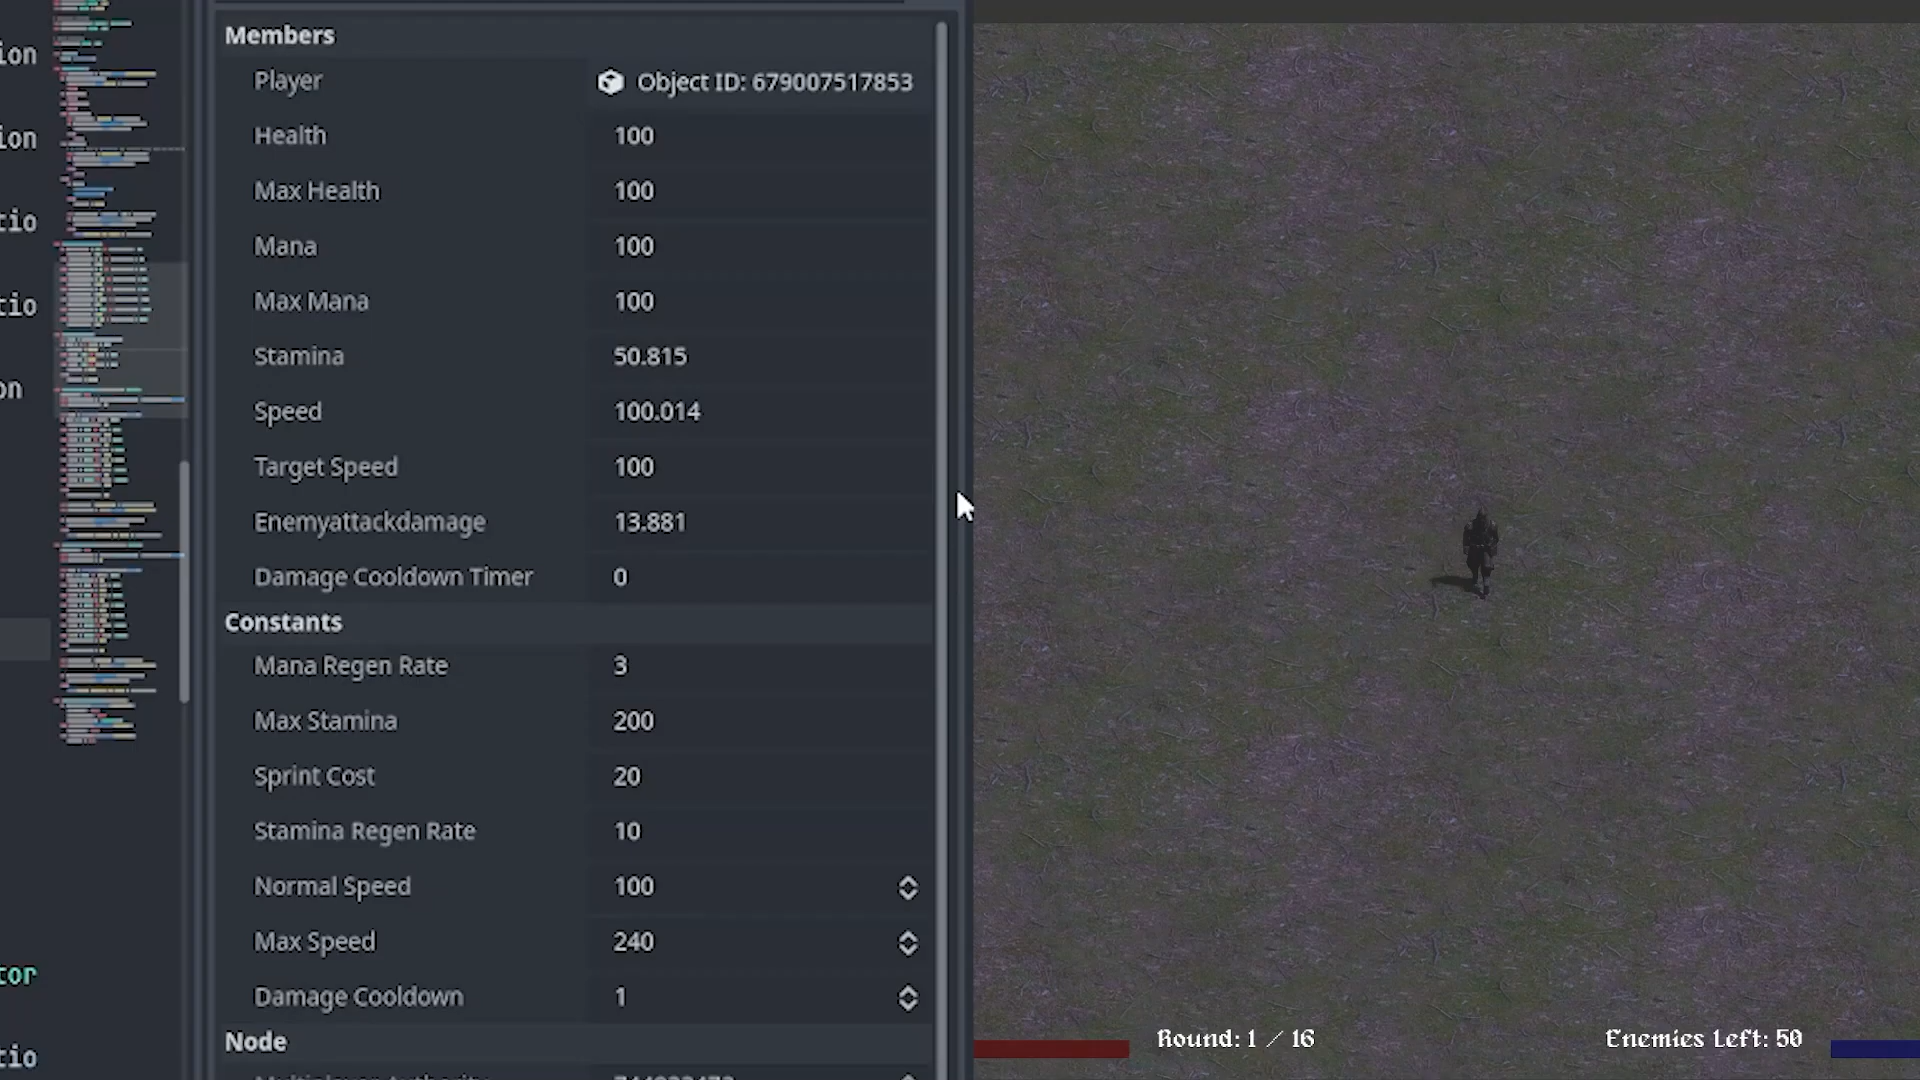 ion
ion
tio
tio
on
tor
tio
Members
Player Object ID: 679007517853
Health 100
Max Health 100
Mana 100
Max Mana 100
Stamina 50.815
Speed 100.014
Target Speed 100
Enemyattackdamage 13.881
Damage Cooldown Timer 0
Constants
Mana Regen Rate 3
Max Stamina 200
Sprint Cost 20
Stamina Regen Rate 10
Normal Speed 100
Max Speed 240
Damage Cooldown 1
Node
Round: 1 / 16
Enemies Left: 50